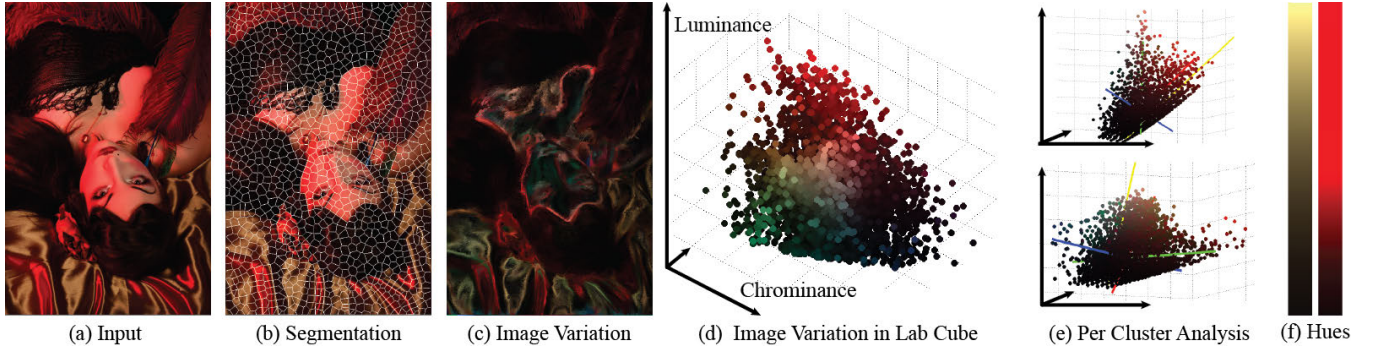 Luminance
Chrominance
(a) Input
(b) Segmentation
(c) Image Variation
(d) Image Variation in Lab Cube
(e) Per Cluster Analysis
(f) Hues